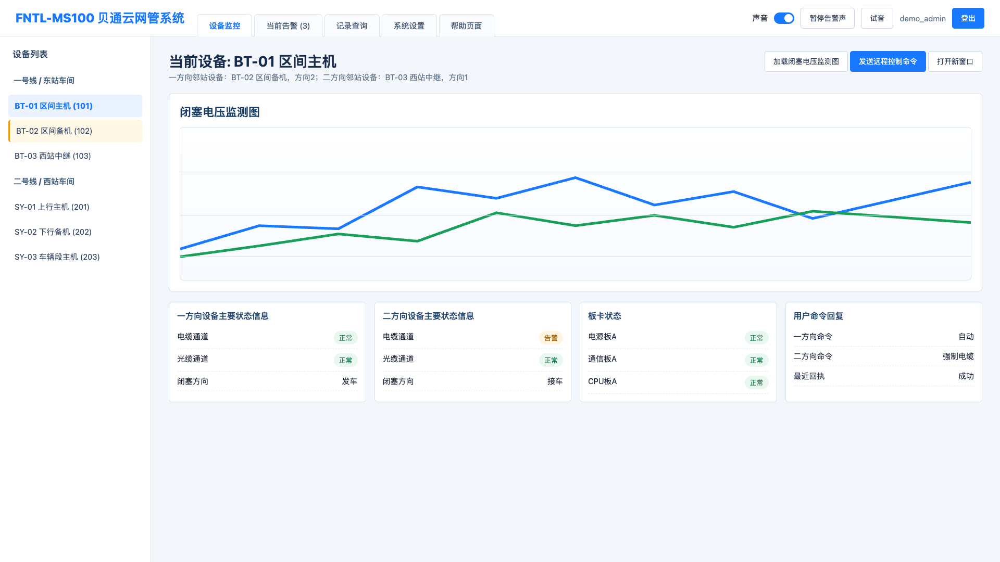 FNTL-MS100 贝通云网管系统
设备监控
当前告警 (3)
记录查询
系统设置
帮助页面
声音
暂停告警声
试音
demo_admin
登出
设备列表
一号线 / 东站车间
BT-01 区间主机 (101)
BT-02 区间备机 (102)
BT-03 西站中继 (103)
二号线 / 西站车间
SY-01 上行主机 (201)
SY-02 下行备机 (202)
SY-03 车辆段主机 (203)
当前设备: BT-01 区间主机
一方向邻站设备：BT-02 区间备机，方向2；二方向邻站设备：BT-03 西站中继，方向1
加载闭塞电压监测图
发送远程控制命令
打开新窗口
闭塞电压监测图
一方向设备主要状态信息
电缆通道 正常
光缆通道 正常
闭塞方向 发车
二方向设备主要状态信息
电缆通道 告警
光缆通道 正常
闭塞方向 接车
板卡状态
电源板A 正常
通信板A 正常
CPU板A 正常
用户命令回复
一方向命令 自动
二方向命令 强制电缆
最近回执 成功